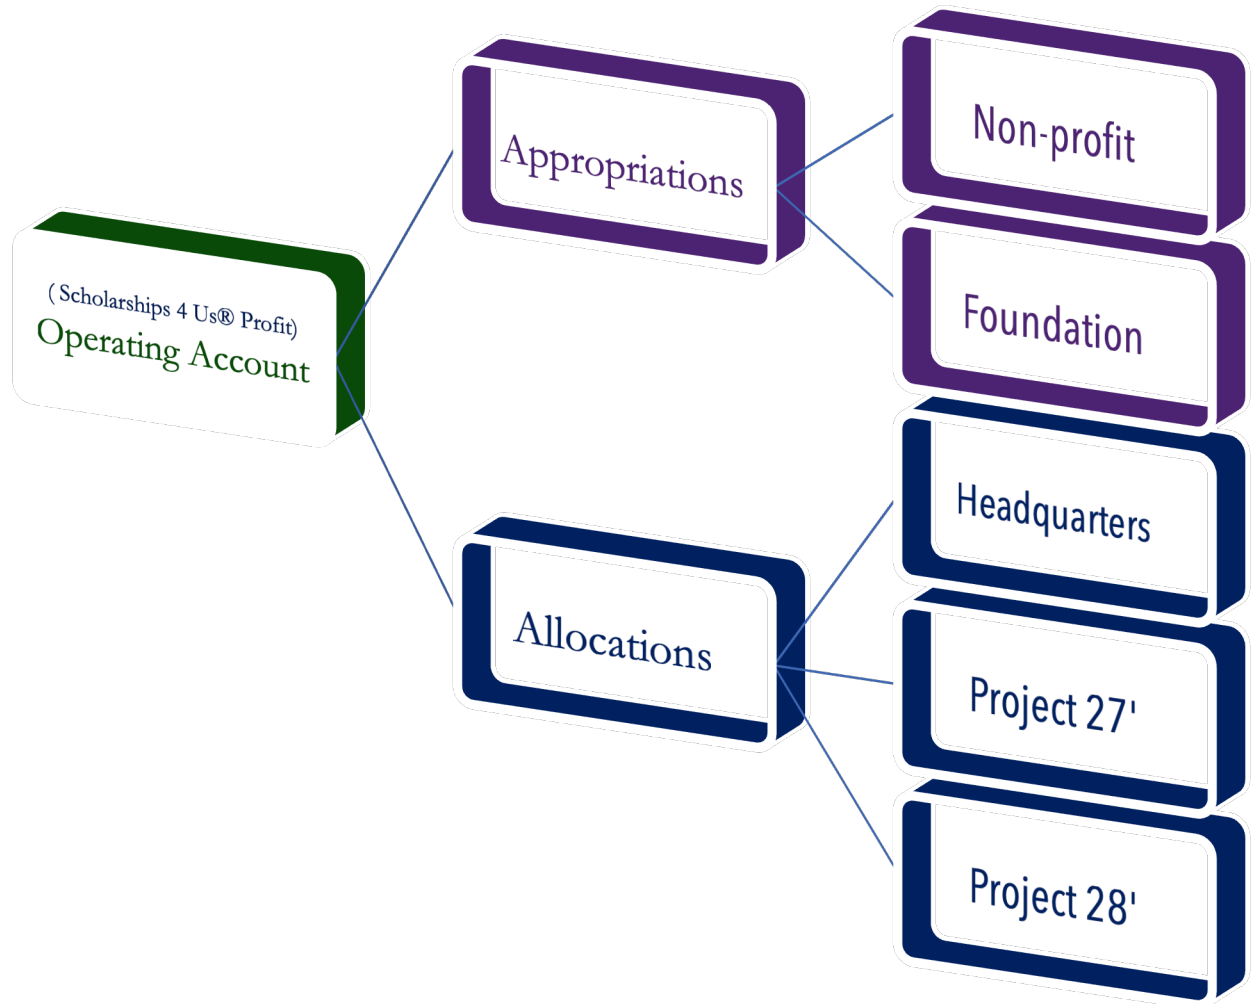 ( Scholarships 4 Us® Profit)
Operating Account
Appropriations
Non-profit
Foundation
Allocations
Headquarters
Project 27'
Project 28'